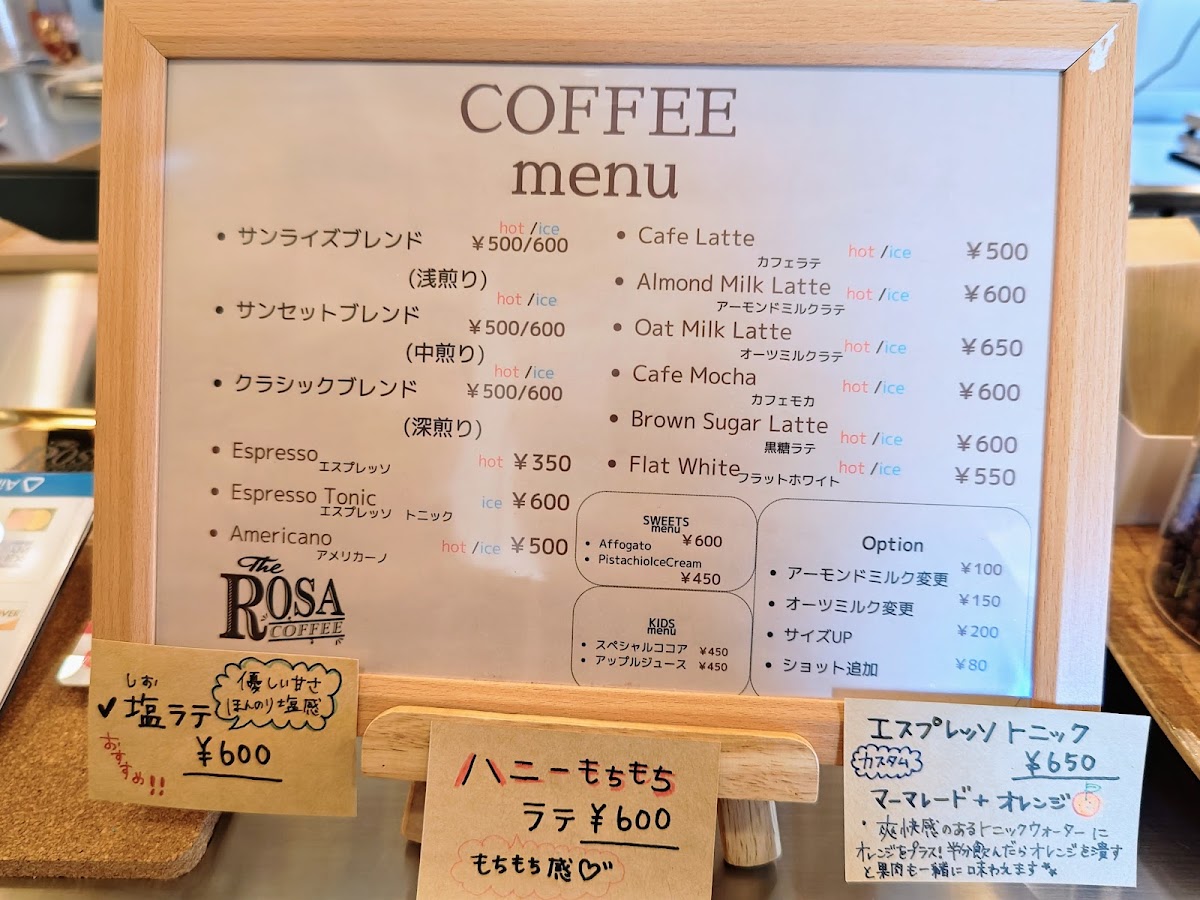 COFFEE
menu
• サンライズブレンド hot /ice ￥500/600
(浅煎り)
• サンセットブレンド hot /ice ￥500/600
(中煎り)
• クラシックブレンド hot /ice ￥500/600
(深煎り)
• Espresso エスプレッソ hot ￥350
• Espresso Tonic エスプレッソ トニック ice ￥600
• Americano アメリカーノ hot /ice ￥500
The
ROSA
COFFEE
• Cafe Latte カフェラテ hot /ice ￥500
• Almond Milk Latte アーモンドミルクラテ hot /ice ￥600
• Oat Milk Latte オーツミルクラテ hot /ice ￥650
• Cafe Mocha カフェモカ hot /ice ￥600
• Brown Sugar Latte 黒糖ラテ hot /ice ￥600
• Flat White フラットホワイト hot /ice ￥550
SWEETS
menu
• Affogato ￥600
• PistachioIceCream
￥450
KIDS
menu
• スペシャルココア ￥450
• アップルジュース ￥450
Option
• アーモンドミルク変更 ￥100
• オーツミルク変更 ￥150
• サイズUP ￥200
• ショット追加 ￥80
しお
✓塩ラテ
優しい甘さ
ほんのり塩感
￥600
おすすめ!!
ハニーもちもち
ラテ ￥600
もちもち感♡
エスプレッソトニック
カスタム ￥650
マーマレード+オレンジ
・爽快感のあるトニックウォーターに
オレンジをプラス!半分飲んだらオレンジを潰す
と果肉も一緒に味わえます